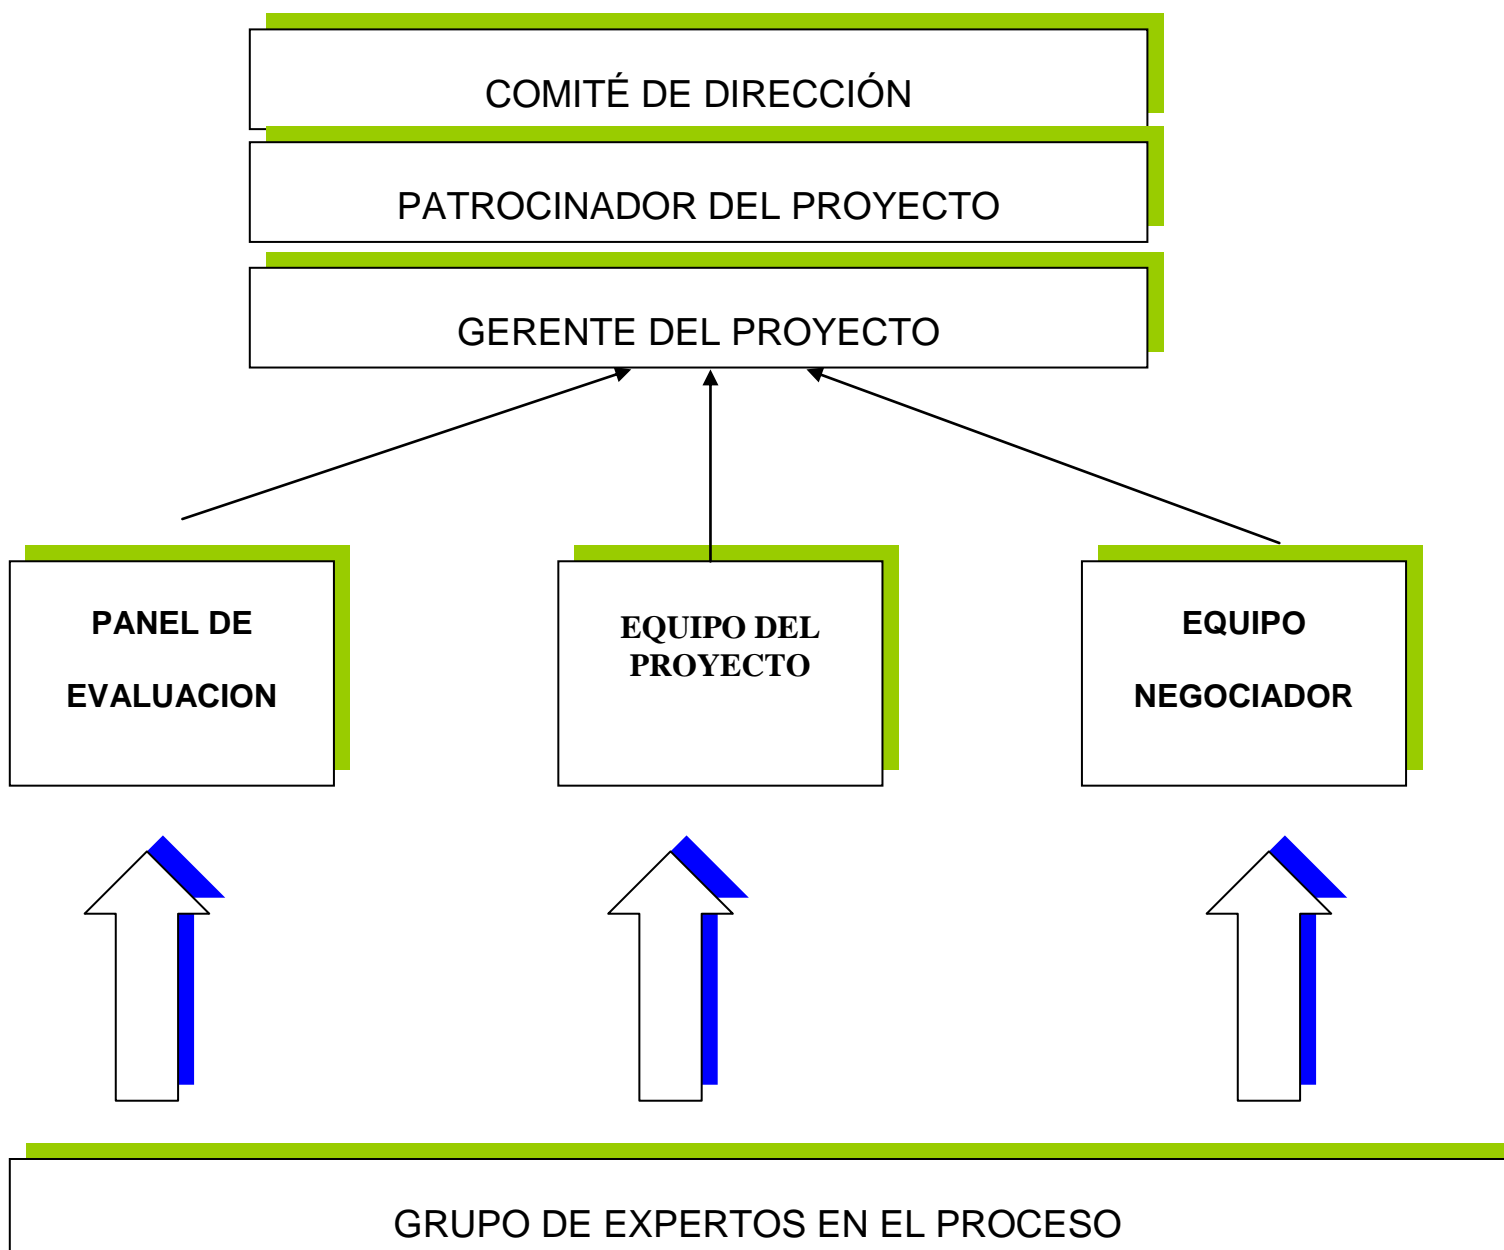 COMITÉ DE DIRECCIÓN
PATROCINADOR DEL PROYECTO
GERENTE DEL PROYECTO
PANEL DE
EVALUACION
EQUIPO DEL
PROYECTO
EQUIPO
NEGOCIADOR
GRUPO DE EXPERTOS EN EL PROCESO